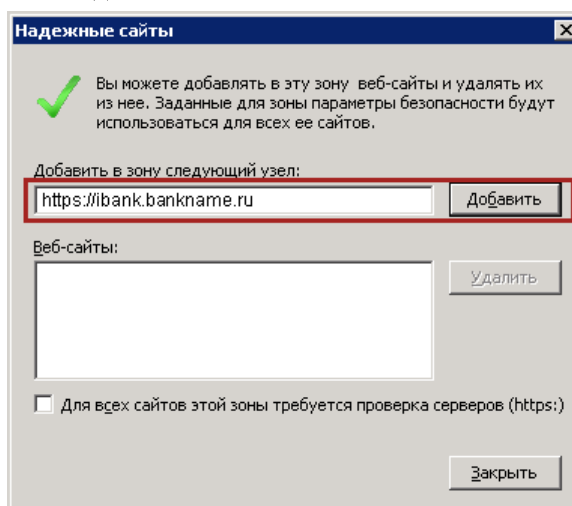 Надежные сайты
Вы можете добавлять в эту зону веб-сайты и удалять их
из нее. Заданные для зоны параметры безопасности будут
использоваться для всех ее сайтов.
Добавить в зону следующий узел:
https://ibank.bankname.ru
Добавить
Веб-сайты:
Удалить
Для всех сайтов этой зоны требуется проверка серверов (https:)
Закрыть